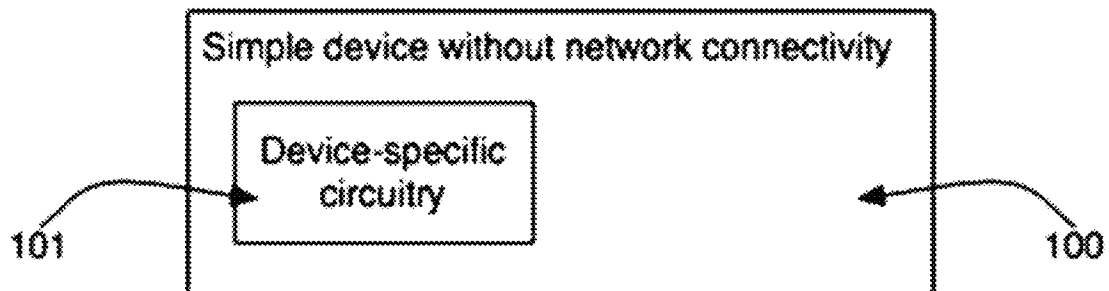 Simple device without network connectivity
Device-specific
circuitry
101
100